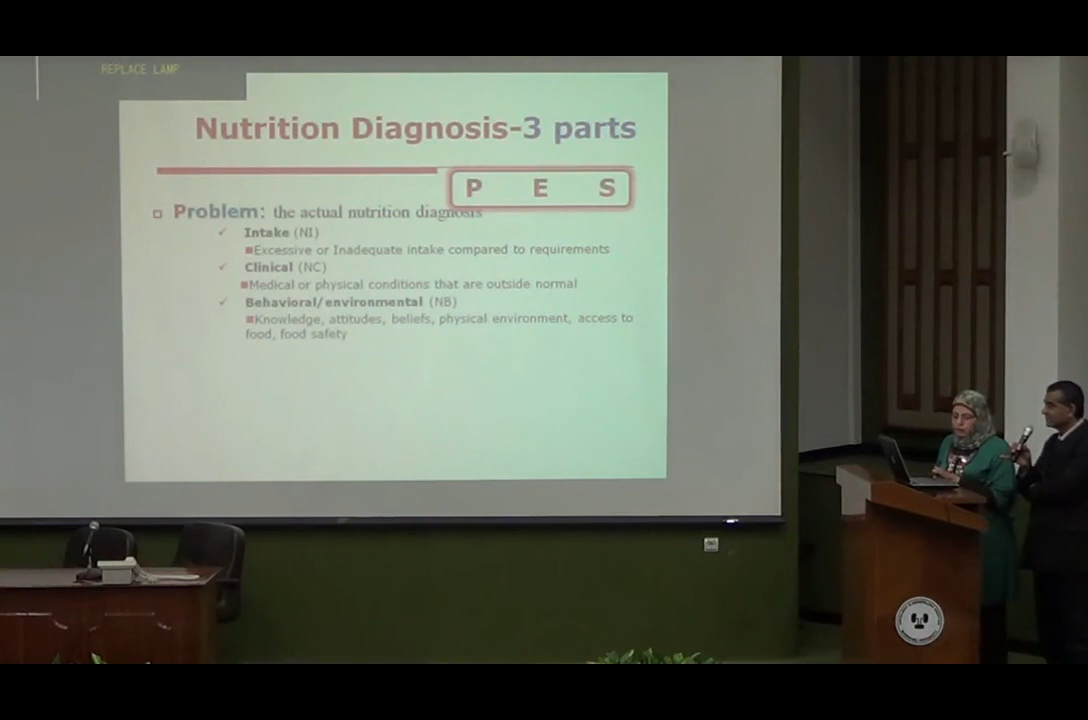 REPLACE LAMP
Nutrition Diagnosis-3 parts
P E S
Problem: the actual nutrition diagnosis
Intake (NI)
Excessive or Inadequate intake compared to requirements
Clinical (NC)
Medical or physical conditions that are outside normal
Behavioral/environmental (NB)
Knowledge, attitudes, beliefs, physical environment, access to
food, food safety